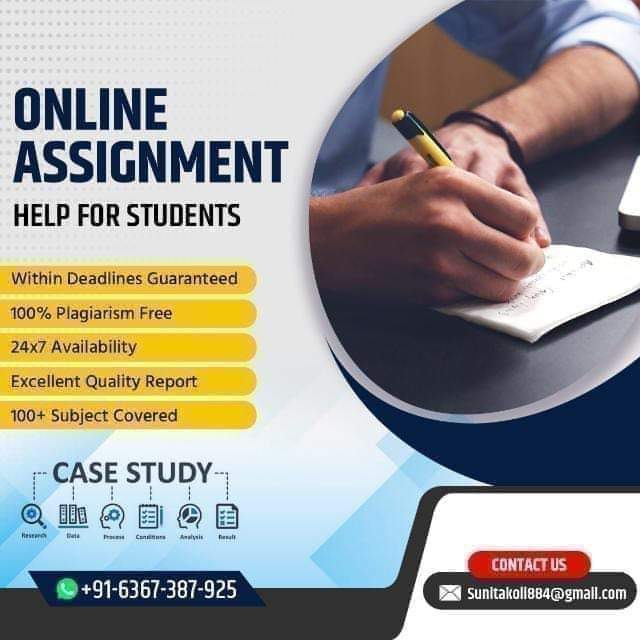 ONLINE
ASSIGNMENT
HELP FOR STUDENTS
Within Deadlines Guaranteed
100% Plagiarism Free
24x7 Availability
Excellent Quality Report
100+ Subject Covered
CASE STUDY
Research Data Process Conditions Analysis Result
+91-6367-387-925
CONTACT US
Sunitakoll884@gmail.com